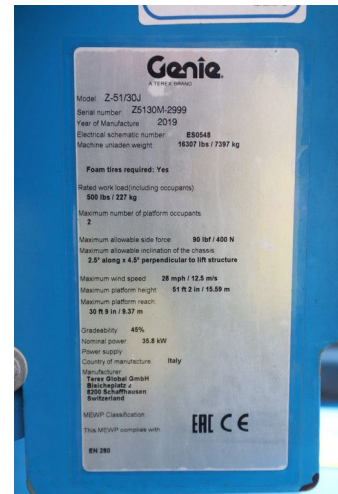 Genie
A TEREX BRAND
Model Z-51/30J
Serial number: Z5130M-2999
Year of Manufacture 2019
Electrical schematic number ES0548
Machine unladen weight 16307 lbs / 7397 kg
Foam tires required: Yes
Rated work load(including occupants)
500 lbs / 227 kg
Maximum number of platform occupants
2
Maximum allowable side force 90 lbf / 400 N
Maximum allowable inclination of the chassis
2.5° along x 4.5° perpendicular to lift structure
Maximum wind speed 28 mph / 12.5 m/s
Maximum platform height 51 ft 2 in / 15.59 m
Maximum platform reach:
30 ft 9 in / 9.37 m
Gradeability 45%
Nominal power 35.8 kW
Power supply
Country of manufacture Italy
Manufacturer
Terex Global GmbH
Bleicheplatz 2
8200 Schaffhausen
Switzerland
MEWP Classification
This MEWP complies with
EAC CE
EN 280